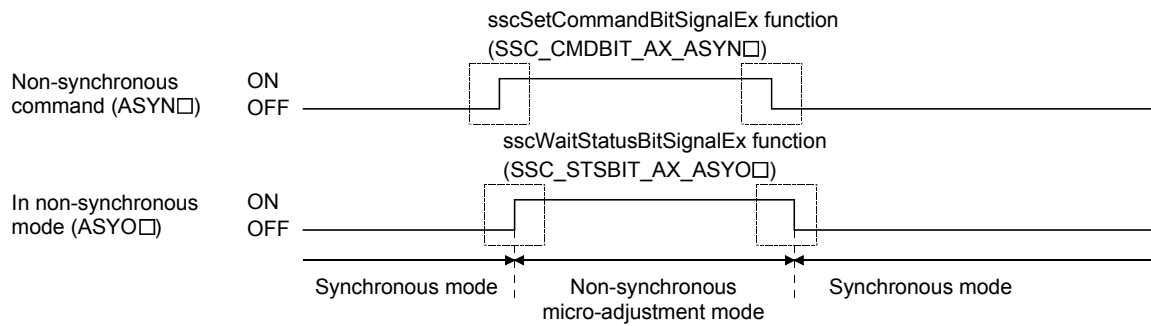 sscSetCommandBitSignalEx function
(SSC_CMDBIT_AX_ASYN□)
Non-synchronous
command (ASYN□)
ON
OFF
sscWaitStatusBitSignalEx function
(SSC_STSBIT_AX_ASYO□)
In non-synchronous
mode (ASYO□)
ON
OFF
Synchronous mode
Non-synchronous
micro-adjustment mode
Synchronous mode